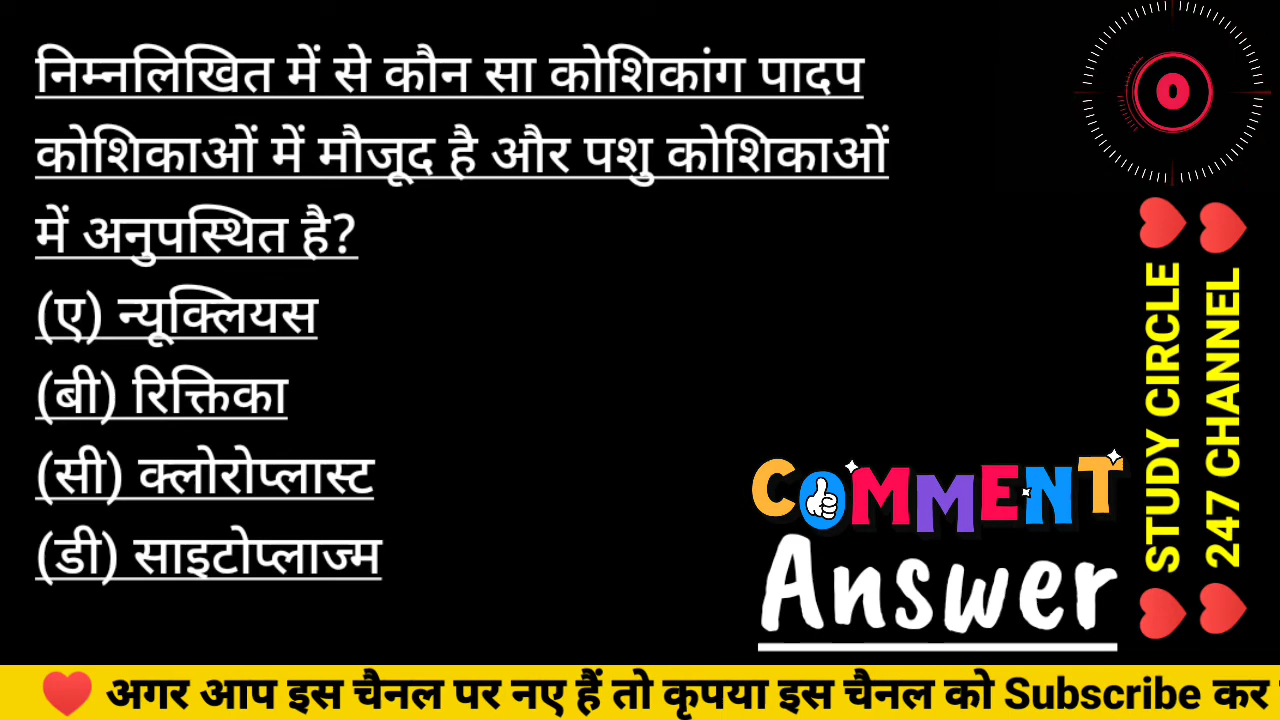 निम्नलिखित में से कौन सा कोशिकांग पादप
कोशिकाओं में मौजूद है और पशु कोशिकाओं
में अनुपस्थित है?
(ए) न्यूक्लियस
(बी) रिक्तिका
(सी) क्लोरोप्लास्ट
(डी) साइटोप्लाज्म
0
STUDY CIRCLE
247 CHANNEL
COMMENT
Answer
अगर आप इस चैनल पर नए हैं तो कृपया इस चैनल को Subscribe कर